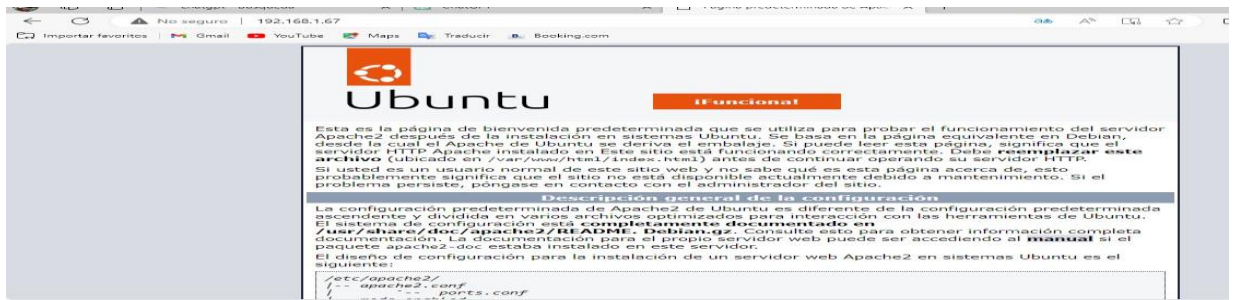 chatgpt - Búsqueda
ChatGPT
Página predeterminada de Apac
No seguro | 192.168.1.67
Importar favoritos Gmail YouTube Maps Traducir Booking.com
Ubuntu
¡Funciona!
Esta es la página de bienvenida predeterminada que se utiliza para probar el funcionamiento del servidor
Apache2 después de la instalación en sistemas Ubuntu. Se basa en la página equivalente en Debian,
desde la cual el Apache de Ubuntu se deriva el embalaje. Si puede leer esta página, significa que el
servidor HTTP Apache instalado en Este sitio está funcionando correctamente. Debe reemplazar este
archivo (ubicado en /var/www/html/index.html) antes de continuar operando su servidor HTTP.
Si usted es un usuario normal de este sitio web y no sabe qué es esta página acerca de, esto
probablemente significa que el sitio no está disponible actualmente debido a mantenimiento. Si el
problema persiste, póngase en contacto con el administrador del sitio.
Descripción general de la configuración
La configuración predeterminada de Apache2 de Ubuntu es diferente de la configuración predeterminada
ascendente y dividida en varios archivos optimizados para interacción con las herramientas de Ubuntu.
El sistema de configuración está completamente documentado en
/usr/share/doc/apache2/README. Debian.gz. Consulte esto para obtener información completa
documentación. La documentación para el propio servidor web puede ser accediendo al manual si el
paquete apache2-doc estaba instalado en este servidor.
El diseño de configuración para la instalación de un servidor web Apache2 en sistemas Ubuntu es el
siguiente:
/etc/apache2/
|-- apache2.conf
| `-- ports.conf